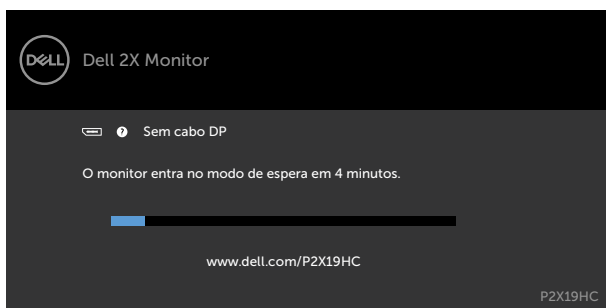 DELL Dell 2X Monitor
? Sem cabo DP
O monitor entra no modo de espera em 4 minutos.
www.dell.com/P2X19HC
P2X19HC